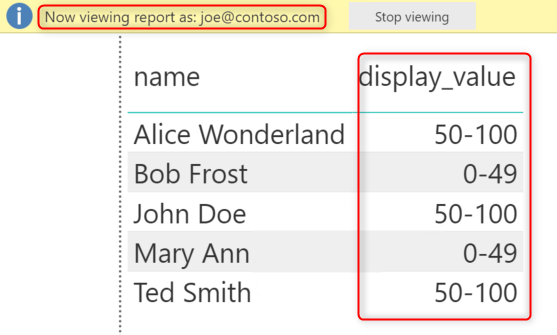 Now viewing report as: joe@contoso.com Stop viewing
name display_value
Alice Wonderland 50-100
Bob Frost 0-49
John Doe 50-100
Mary Ann 0-49
Ted Smith 50-100